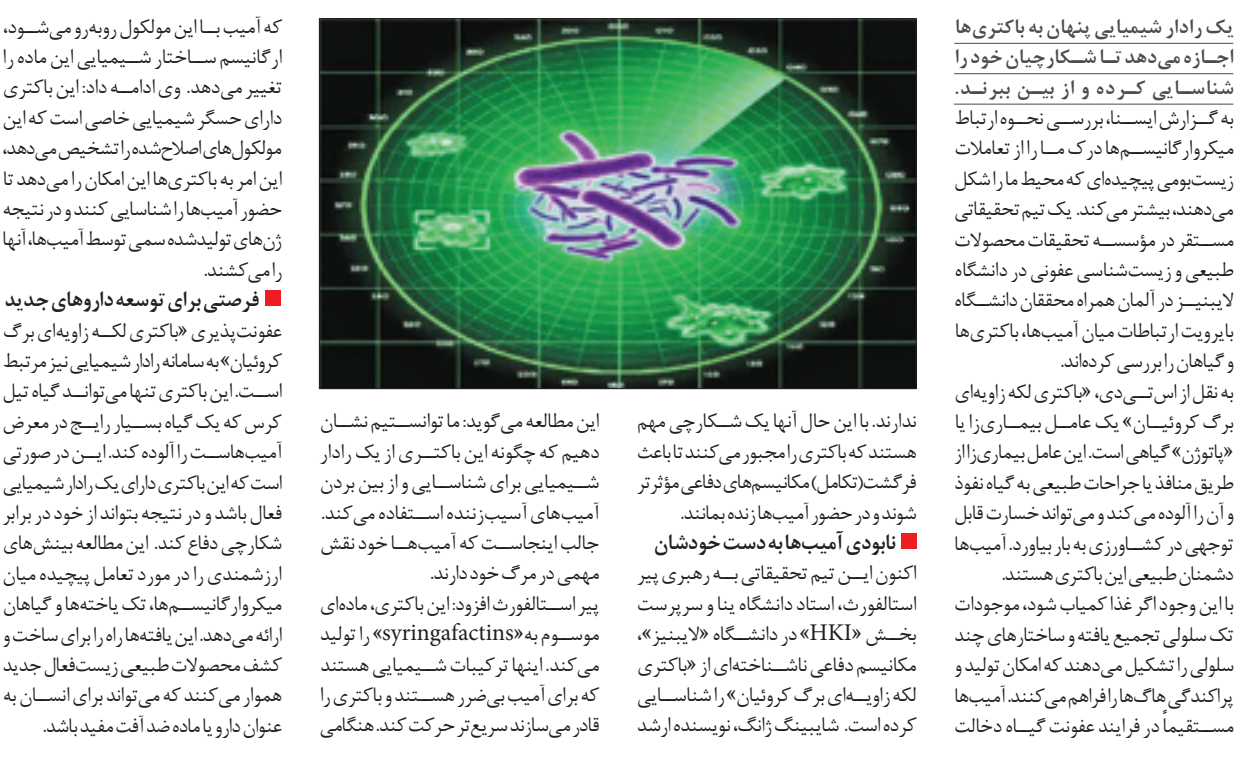 یک رادار شیمیایی پنهان به باکتری‌ها
اجازه می‌دهد تا شکارچیان خود را
شناسایی کرده و از بین ببرند.
به گزارش ایسنا، بررسی نحوه ارتباط
میکروارگانیسم‌ها درک ما را از تعاملات
زیست‌بومی پیچیده‌ای که محیط ما را شکل
می‌دهند، بیشتر می‌کند. یک تیم تحقیقاتی
مستقر در مؤسسه تحقیقات محصولات
طبیعی و زیست‌شناسی عفونی در دانشگاه
لایبنیز در آلمان همراه محققان دانشگاه
بایرویت ارتباطات میان آمیب‌ها، باکتری‌ها
و گیاهان را بررسی کرده‌اند.
به نقل از اس‌تی‌دی، «باکتری لکه زاویه‌ای
برگ کروئیان» یک عامل بیماری‌زا یا
«پاتوژن» گیاهی است. این عامل بیماری‌زا از
طریق منافذ یا جراحات طبیعی به گیاه نفوذ
و آن را آلوده می‌کند و می‌تواند خسارت قابل
توجهی در کشاورزی به بار بیاورد. آمیب‌ها
دشمنان طبیعی این باکتری هستند.
با این وجود اگر غذا کمیاب شود، موجودات
تک سلولی تجمیع یافته و ساختارهای چند
سلولی را تشکیل می‌دهند که امکان تولید و
پراکندگی هاگ‌ها را فراهم می‌کنند. آمیب‌ها
مستقیماً در فرایند عفونت گیاه دخالت
ندارند. با این حال آنها یک شکارچی مهم
هستند که باکتری را مجبور می‌کنند تا باعث
فرگشت(تکامل) مکانیسم‌های دفاعی مؤثرتر
شوند و در حضور آمیب‌ها زنده بمانند.
نابودی آمیب‌ها به دست خودشان
اکنون این تیم تحقیقاتی به رهبری پیر
استالفورث، استاد دانشگاه ینا و سرپرست
بخش «HKI» در دانشگاه «لایبنیز»،
مکانیسم دفاعی ناشناخته‌ای از «باکتری
لکه زاویه‌ای برگ کروئیان» را شناسایی
کرده است. شایبینگ ژانگ، نویسنده ارشد
این مطالعه می‌گوید: ما توانستیم نشان
دهیم که چگونه این باکتری از یک رادار
شیمیایی برای شناسایی و از بین بردن
آمیب‌های آسیب‌زننده استفاده می‌کند.
جالب اینجاست که آمیب‌ها خود نقش
مهمی در مرگ خود دارند.
پیر استالفورث افزود: این باکتری، ماده‌ای
موسوم به «syringafactins» را تولید
می‌کند. اینها ترکیبات شیمیایی هستند
که برای آمیب بی‌ضرر هستند و باکتری را
قادر می‌سازند سریع‌تر حرکت کند. هنگامی
که آمیب با این مولکول روبه‌رو می‌شود،
ارگانیسم ساختار شیمیایی این ماده را
تغییر می‌دهد. وی ادامه داد: این باکتری
دارای حسگر شیمیایی خاصی است که این
مولکول‌های اصلاح‌شده را تشخیص می‌دهد،
این امر به باکتری‌ها این امکان را می‌دهد تا
حضور آمیب‌ها را شناسایی کنند و در نتیجه
ژن‌های تولیدشده سمی توسط آمیب‌ها، آنها
را می‌کشند.
فرصتی برای توسعه داروهای جدید
عفونت‌پذیری «باکتری لکه زاویه‌ای برگ
کروئیان» به سامانه رادار شیمیایی نیز مرتبط
است. این باکتری تنها می‌تواند گیاه تیل
کرس که یک گیاه بسیار رایج در معرض
آمیب‌هاست را آلوده کند. این در صورتی
است که این باکتری دارای یک رادار شیمیایی
فعال باشد و در نتیجه بتواند از خود در برابر
شکارچی دفاع کند. این مطالعه بینش‌های
ارزشمندی را در مورد تعامل پیچیده میان
میکروارگانیسم‌ها، تک یاخته‌ها و گیاهان
ارائه می‌دهد. این یافته‌ها راه را برای ساخت و
کشف محصولات طبیعی زیست‌فعال جدید
هموار می‌کنند که می‌تواند برای انسان به
عنوان دارو یا ماده ضد آفت مفید باشد.